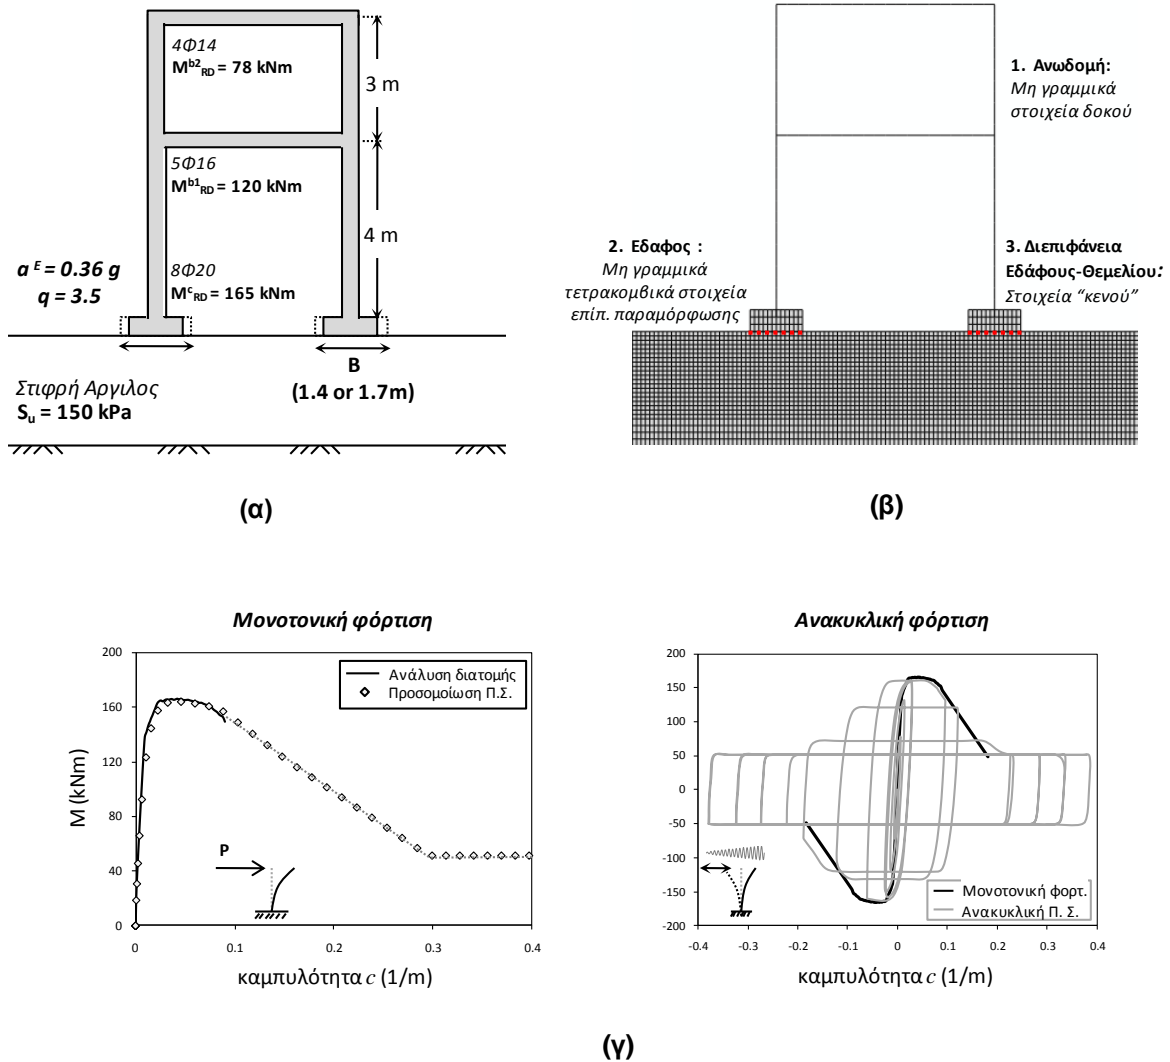 4Φ14
M^b2_RD = 78 kNm
3 m
5Φ16
M^b1_RD = 120 kNm
4 m
a^E = 0.36 g
q = 3.5
8Φ20
M^c_RD = 165 kNm
B
(1.4 or 1.7m)
Στιφρή Αργιλος
S_u = 150 kPa
(α)
1. Ανωδομή:
Μη γραμμικά
στοιχεία δοκού
2. Εδαφος :
Μη γραμμικά
τετρακομβικά στοιχεία
επίπ. παραμόρφωσης
3. Διεπιφάνεια
Εδάφους-Θεμελίου:
Στοιχεία “κενού”
(β)
Μονοτονική φόρτιση
200
160
120
80
40
0
M (kNm)
Ανάλυση διατομής
Προσομοίωση Π.Σ.
P
0
0.1
0.2
0.3
0.4
καμπυλότητα c (1/m)
Ανακυκλική φόρτιση
200
150
100
50
0
-50
-100
-150
-200
Μονοτονική φορτ.
Ανακυκλική Π. Σ.
-0.4
-0.3
-0.2
-0.1
0
0.1
0.2
0.3
0.4
καμπυλότητα c (1/m)
(γ)